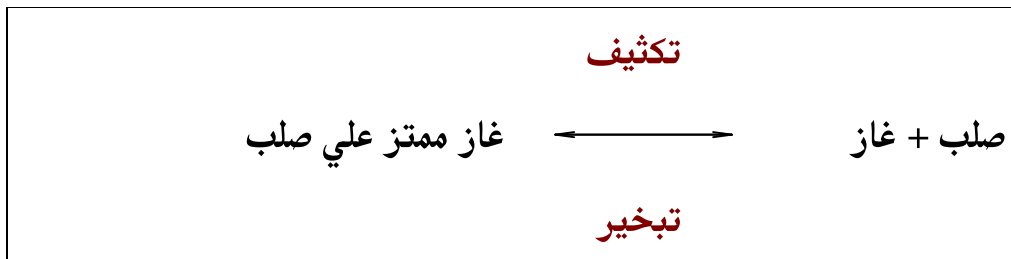 تكثيف
صلب + غاز غاز ممتز علي صلب
تبخير